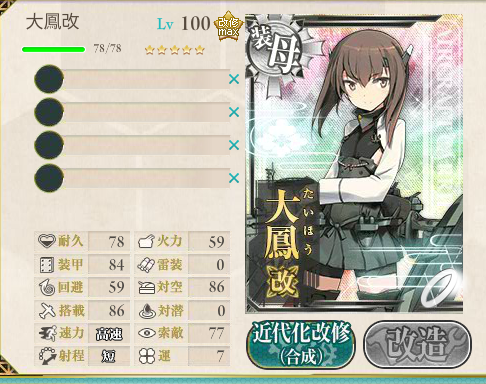 大鳳改 Lv 100 改修max
78/78
装母
たいほう
大鳳改
耐久 78 火力 59
装甲 84 雷装 0
回避 59 対空 86
搭載 86 対潜 0
速力 高速 索敵 77
射程 短 運 7
近代化改修
(合成)
改造